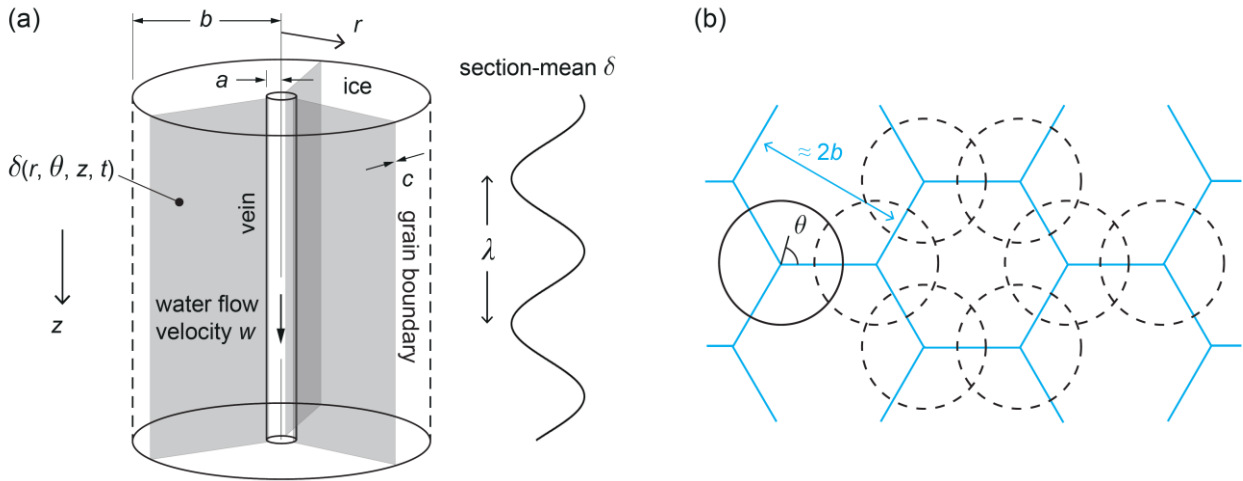 (a)
b
r
a
ice
section-mean δ
δ(r, θ, z, t)
vein
c
grain boundary
λ
z
water flow
velocity w
(b)
≈ 2b
θ